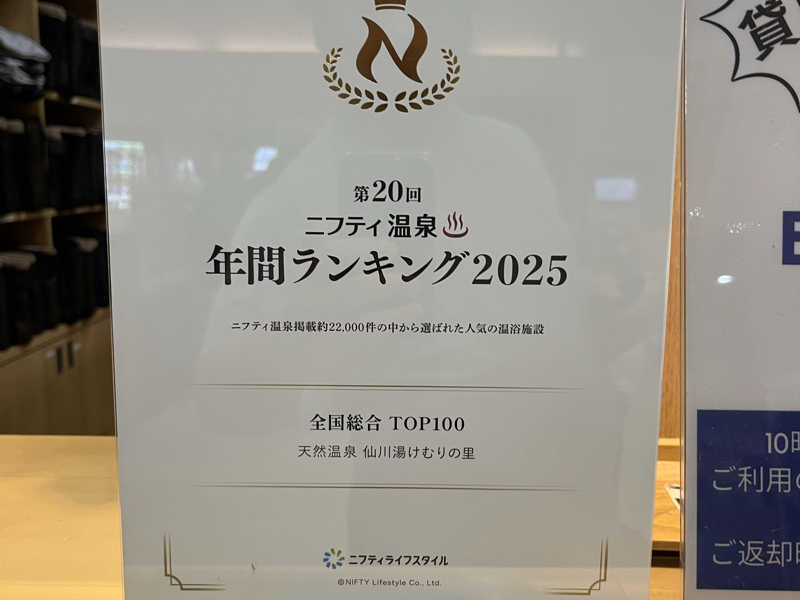 第20回
ニフティ温泉
年間ランキング2025
ニフティ温泉掲載約22,000件の中から選ばれた人気の温浴施設
全国総合 TOP100
天然温泉 仙川湯けむりの里
ニフティライフスタイル
@NIFTY Lifestyle Co., Ltd.
貸
10時
ご利用の
ご返却時